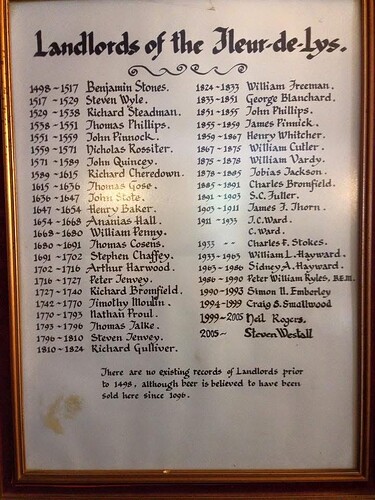 Landlords of the Fleur-de-Lys.
1498-1517 Benjamin Stones.
1517-1529 Steven Wyle.
1529-1538 Richard Steadman.
1538-1551 Thomas Phillips.
1551-1559 John Pinnock.
1559-1571 Nicholas Rossiter.
1571-1589 John Quincey.
1589-1615 Richard Cheredown.
1615-1636 Thomas Gose.
1636-1647 John Stote.
1647-1654 Henry Baker.
1654-1668 Ananias Hall.
1668-1680 William Penny.
1680-1691 Thomas Cosens.
1691-1702 Stephen Chaffey.
1702-1716 Arthur Harwood.
1716-1727 Peter Jenvey.
1727-1740 Richard Bromfield.
1742-1770 Timothy Moulin.
1770-1793 Nathan Proul.
1793-1796 Thomas Talke.
1796-1810 Steven Jenvey.
1810-1824 Richard Gulliver.
1824-1833 William Freeman.
1833-1851 George Blanchard.
1851-1855 John Phillips.
1855-1859 James Pinnick.
1859-1867 Henry Whitcher.
1867-1875 William Cutler.
1875-1878 William Vardy.
1878-1885 Tobias Jackson.
1885-1891 Charles Bromfield.
1891-1903 S.C. Fuller.
1903-1911 James J. Thorn.
1911-1933 J.C. Ward.
C. Ward.
1933 -- Charles F. Stokes.
1933-1963 William L. Hayward.
1963-1986 Sidney A. Hayward.
1986-1990 Peter William Ryles, B.E.M.
1990-1993 Simon N. Emberley
1994-1999 Craig S. Smallwood
1999-2005 Neil Rogers.
2005~ Steven Westall
There are no existing records of Landlords prior
to 1498, although beer is believed to have been
sold here since 1096.